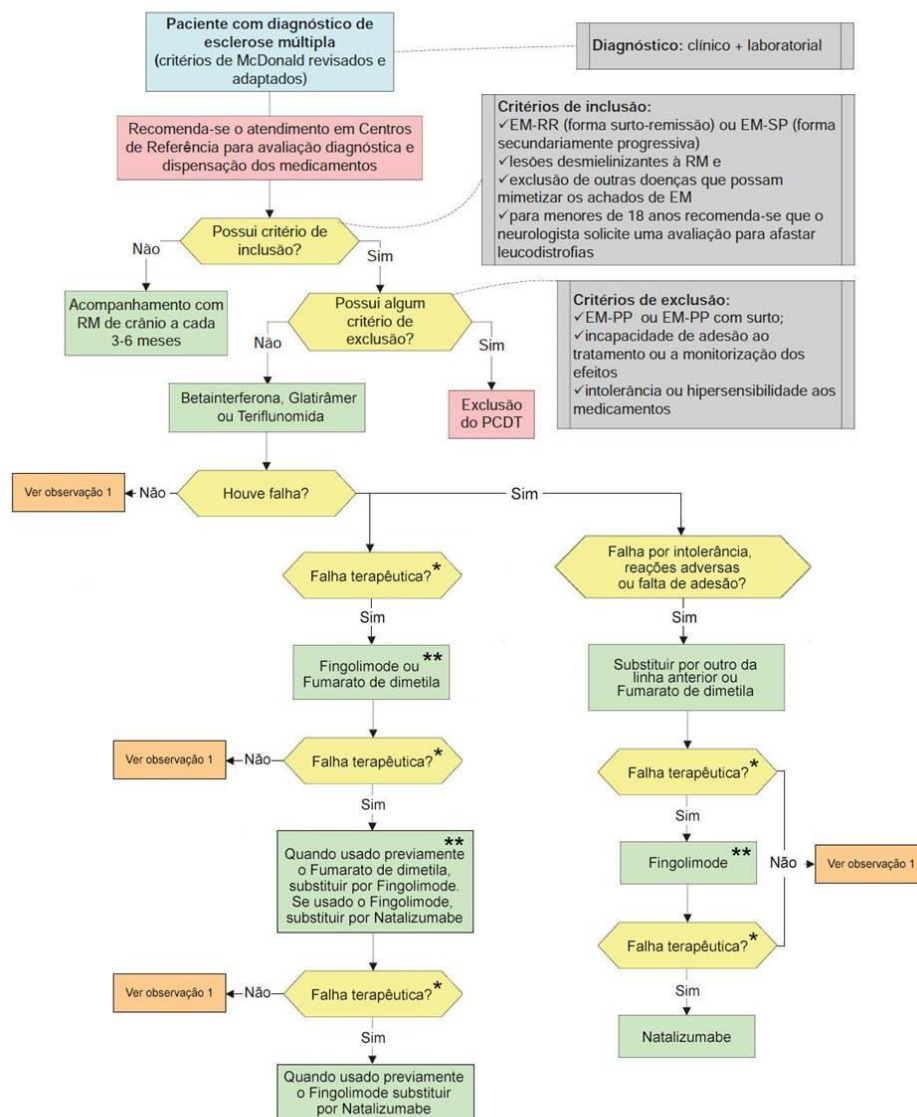 Paciente com diagnóstico de
esclerose múltipla
(critérios de McDonald revisados e
adaptados)
Diagnóstico: clínico + laboratorial
Recomenda-se o atendimento em Centros
de Referência para avaliação diagnóstica e
dispensação dos medicamentos
Critérios de inclusão:
✓EM-RR (forma surto-remissão) ou EM-SP (forma
secundariamente progressiva)
✓lesões desmielinizantes à RM e
✓exclusão de outras doenças que possam
mimetizar os achados de EM
✓para menores de 18 anos recomenda-se que o
neurologista solicite uma avaliação para afastar
leucodistrofias
Possui critério de
inclusão?
Não
Sim
Acompanhamento com
RM de crânio a cada
3-6 meses
Possui algum
critério de
exclusão?
Critérios de exclusão:
✓EM-PP ou EM-PP com surto;
✓incapacidade de adesão ao
tratamento ou a monitorização dos
efeitos
✓intolerância ou hipersensibilidade aos
medicamentos
Não
Sim
Betainterferona, Glatirâmer
ou Teriflunomida
Exclusão
do PCDT
Ver observação 1
Não
Houve falha?
Sim
Falha terapêutica?*
Falha por intolerância,
reações adversas
ou falta de adesão?
Sim
Sim
Fingolimode ou **
Fumarato de dimetila
Substituir por outro da
linha anterior ou
Fumarato de dimetila
Ver observação 1
Não
Falha terapêutica?*
Falha terapêutica?*
Sim
Sim
**
Quando usado previamente
o Fumarato de dimetila,
substituir por Fingolimode.
Se usado o Fingolimode,
substituir por Natalizumabe
Fingolimode **
Não
Ver observação 1
Falha terapêutica?*
Ver observação 1
Não
Falha terapêutica?*
Sim
Sim
Natalizumabe
Quando usado previamente
o Fingolimode substituir
por Natalizumabe